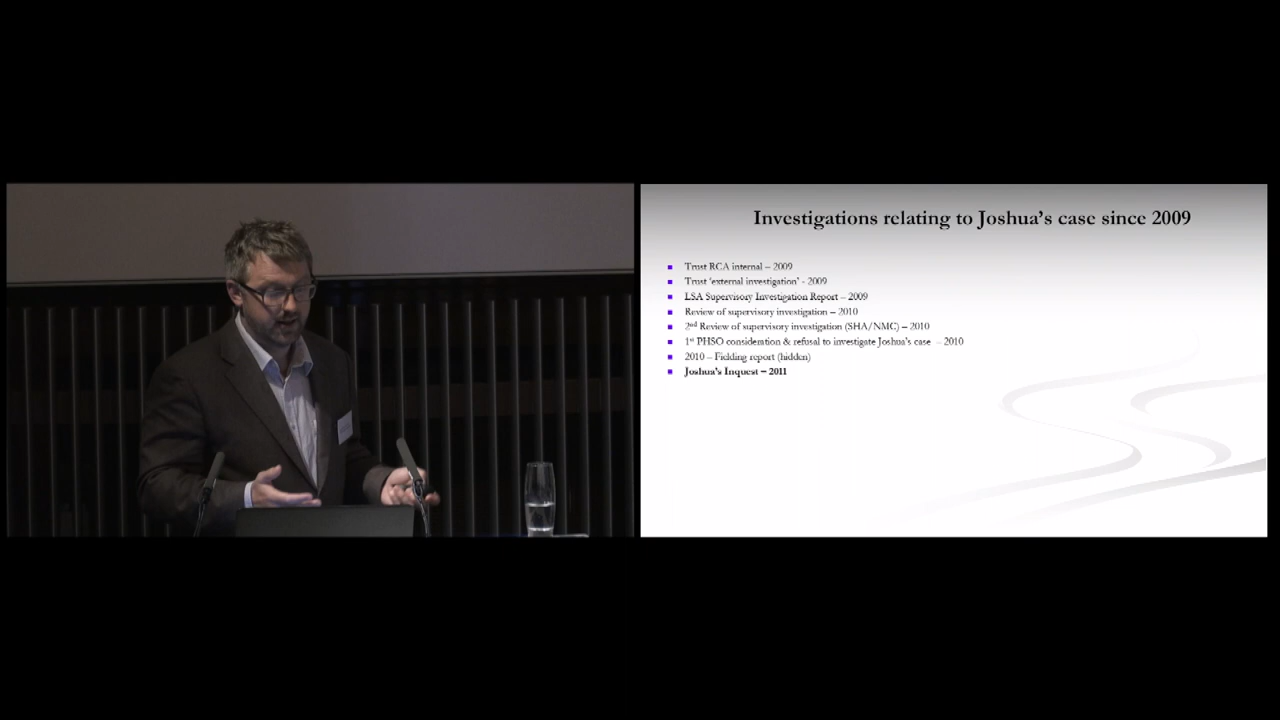 Investigations relating to Joshua's case since 2009
Trust RCA internal – 2009
Trust 'external investigation' - 2009
LSA Supervisory Investigation Report – 2009
Review of supervisory investigation – 2010
2nd Review of supervisory investigation (SHA/NMC) – 2010
1st PHSO consideration & refusal to investigate Joshua's case – 2010
2010 – Fielding report (hidden)
Joshua's Inquest – 2011